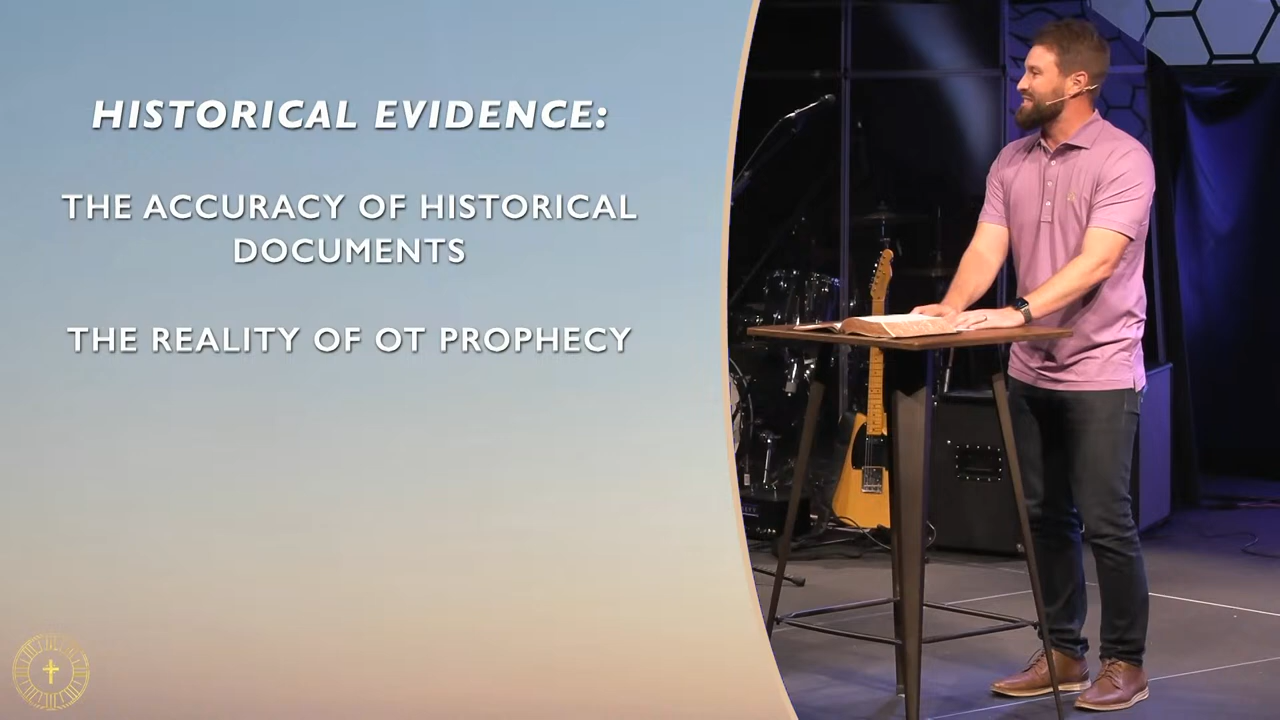 HISTORICAL EVIDENCE:
THE ACCURACY OF HISTORICAL
DOCUMENTS
THE REALITY OF OT PROPHECY